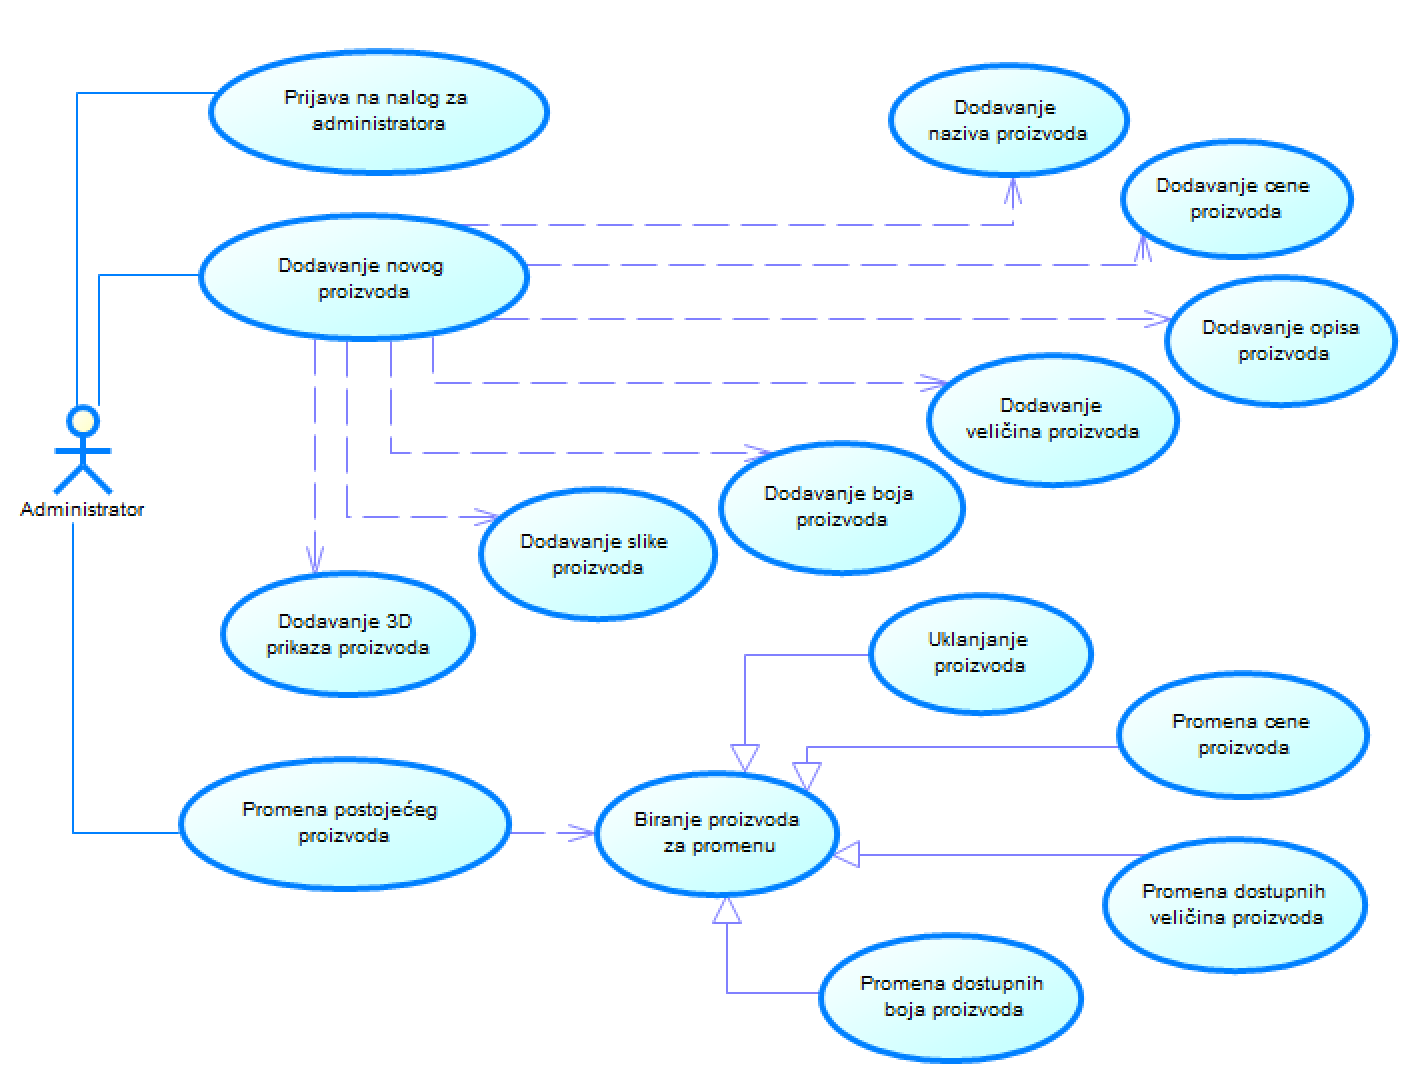 Prijava na nalog za
administratora
Dodavanje
naziva proizvoda
Dodavanje cene
proizvoda
Dodavanje novog
proizvoda
Dodavanje opisa
proizvoda
Dodavanje
veličina proizvoda
Dodavanje boja
proizvoda
Administrator
Dodavanje slike
proizvoda
Dodavanje 3D
prikaza proizvoda
Uklanjanje
proizvoda
Promena cene
proizvoda
Promena postojećeg
proizvoda
Biranje proizvoda
za promenu
Promena dostupnih
veličina proizvoda
Promena dostupnih
boja proizvoda